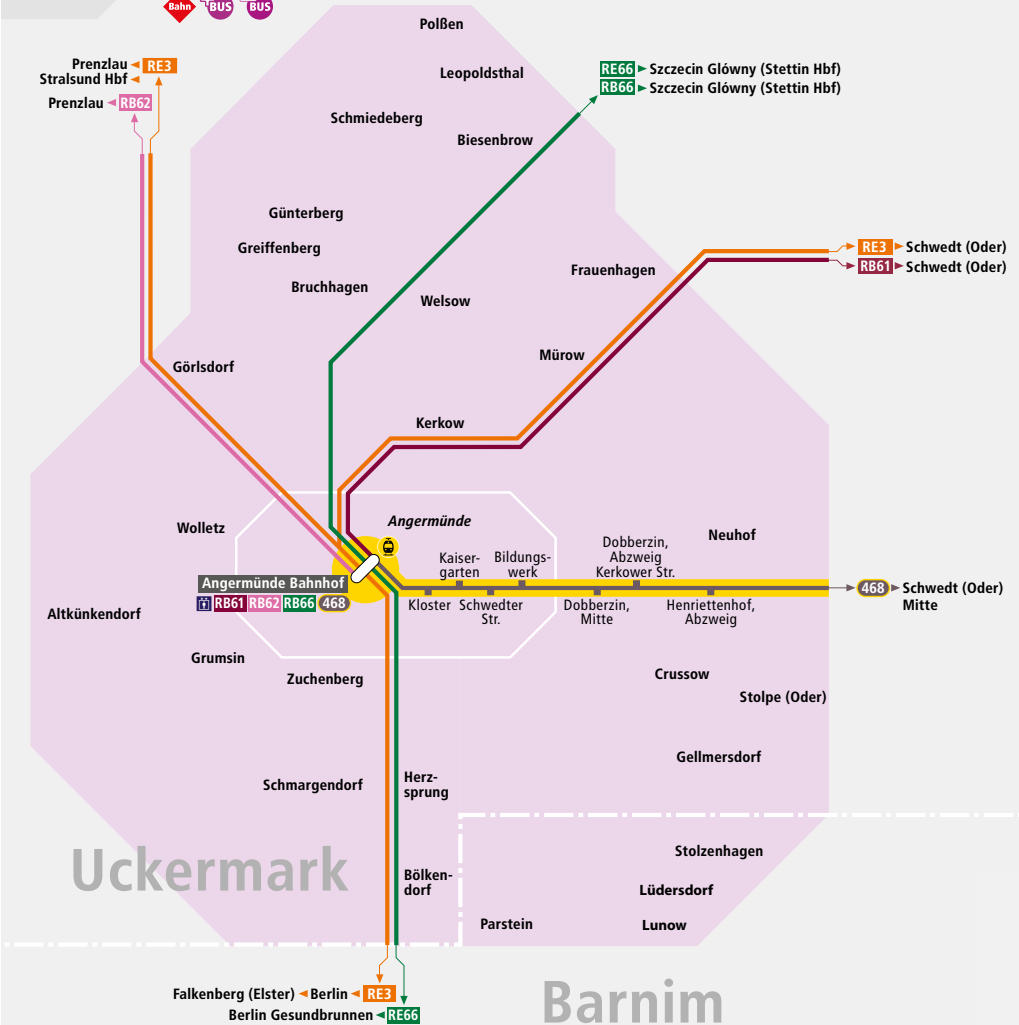 Bahn
BUS
BUS
Polßen
Prenzlau
RE3
Stralsund Hbf
Prenzlau
RB62
Leopoldsthal
RE66
Szczecin Glówny (Stettin Hbf)
RB66
Szczecin Glówny (Stettin Hbf)
Schmiedeberg
Biesenbrow
Günterberg
Greiffenberg
Bruchhagen
Welsow
Frauenhagen
RE3
Schwedt (Oder)
RB61
Schwedt (Oder)
Görlsdorf
Mürow
Kerkow
Wolletz
Angermünde
Neuhof
Kaiser-
garten
Bildungs-
werk
Dobberzin,
Abzweig
Kerkower Str.
Angermünde Bahnhof
RB61
RB62
RB66
468
468
Schwedt (Oder)
Mitte
Kloster
Schwedter
Str.
Dobberzin,
Mitte
Henriettenhof,
Abzweig
Altkünkendorf
Grumsin
Zuchenberg
Crussow
Stolpe (Oder)
Gellmersdorf
Schmargendorf
Herz-
sprung
Uckermark
Bölken-
dorf
Stolzenhagen
Lüdersdorf
Parstein
Lunow
Falkenberg (Elster)
Berlin
RE3
Berlin Gesundbrunnen
RE66
Barnim